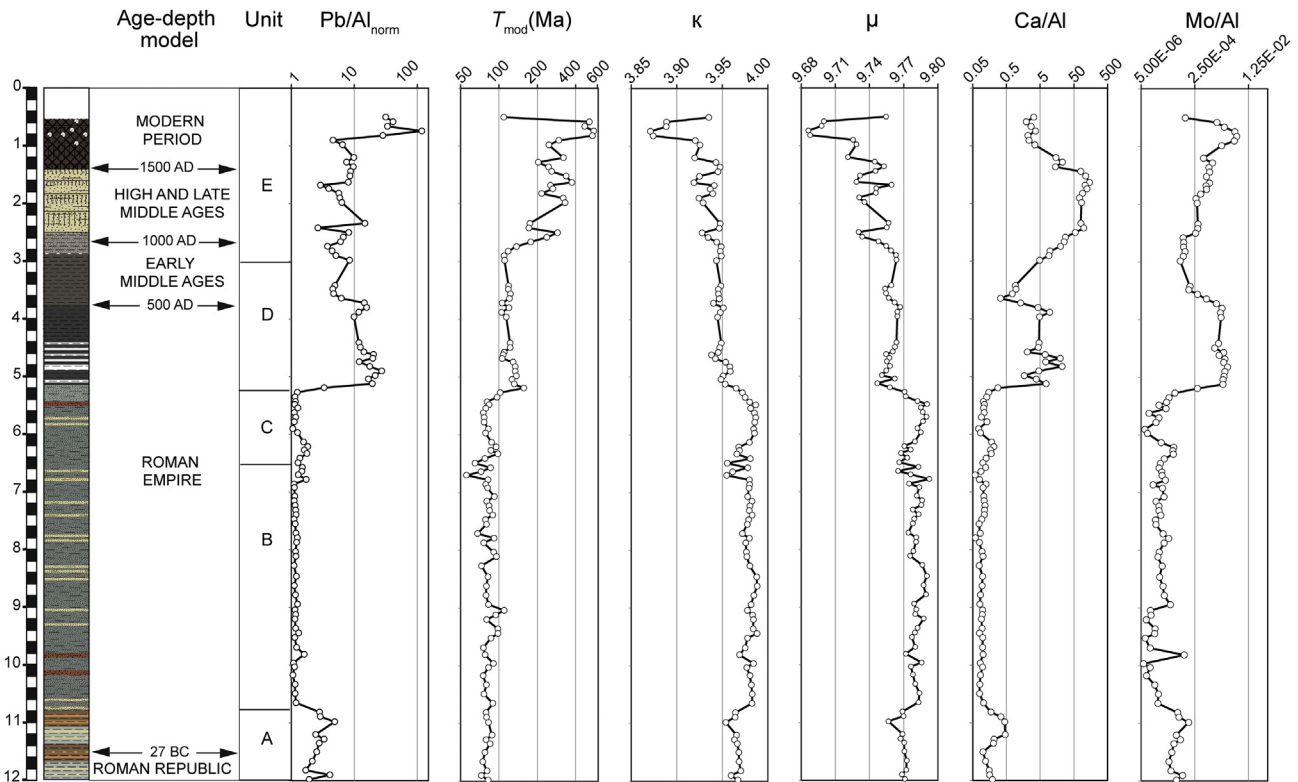 Age-depth
model
Unit
Pb/Alnorm
Tmod(Ma)
κ
μ
Ca/Al
Mo/Al
1
10
100
50
100
200
400
600
3.85
3.90
3.95
4.00
9.68
9.71
9.74
9.77
9.80
0.05
0.5
5
50
500
5.00E-06
2.50E-04
1.25E-02
0
MODERN
PERIOD
1
1500 AD
E
2
HIGH AND LATE
MIDDLE AGES
1000 AD
3
EARLY
MIDDLE AGES
500 AD
4
D
5
6
C
ROMAN
EMPIRE
7
8
B
9
10
11
A
27 BC
ROMAN REPUBLIC
12